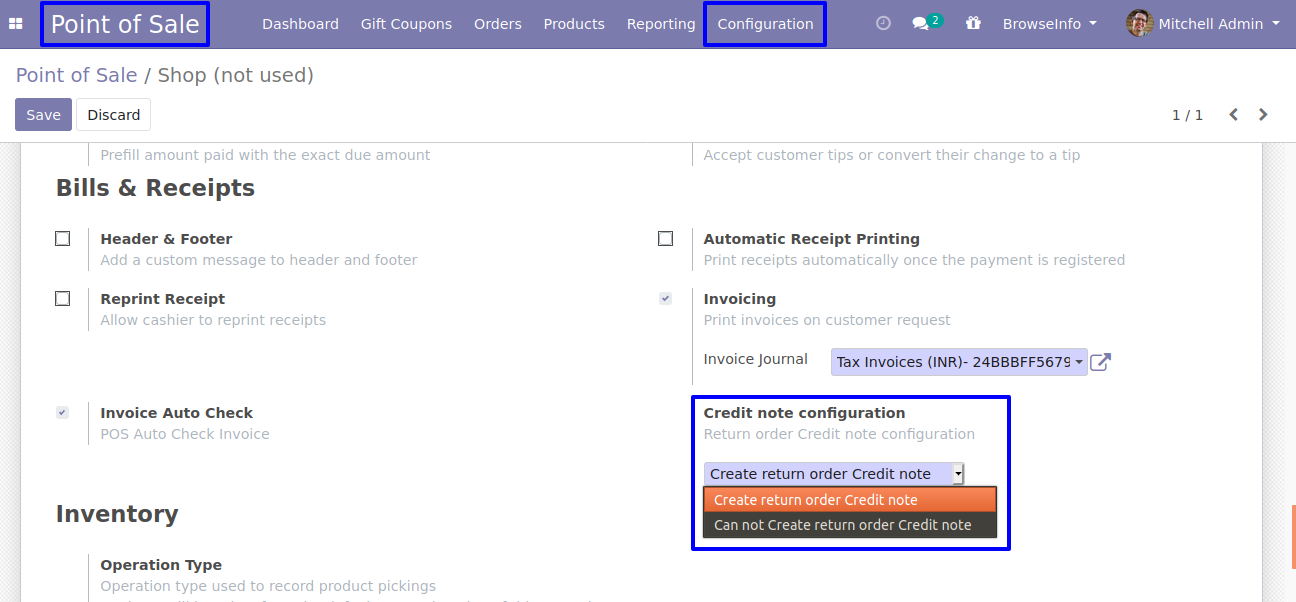 Point of Sale Dashboard Gift Coupons Orders Products Reporting Configuration 2 BrowseInfo Mitchell Admin
Point of Sale / Shop (not used)
Save Discard 1 / 1
Prefill amount paid with the exact due amount Accept customer tips or convert their change to a tip
Bills & Receipts
Header & Footer Automatic Receipt Printing
Add a custom message to header and footer Print receipts automatically once the payment is registered
Reprint Receipt Invoicing
Allow cashier to reprint receipts Print invoices on customer request
Invoice Journal Tax Invoices (INR)- 24BBBFF5679
Invoice Auto Check Credit note configuration
POS Auto Check Invoice Return order Credit note configuration
Create return order Credit note
Create return order Credit note
Can not Create return order Credit note
Inventory
Operation Type
Operation type used to record product pickings